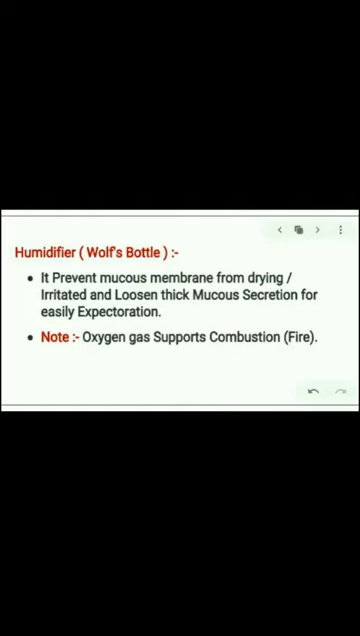 Humidifier ( Wolf's Bottle ) :-
• It Prevent mucous membrane from drying /
Irritated and Loosen thick Mucous Secretion for
easily Expectoration.
• Note :- Oxygen gas Supports Combustion (Fire).